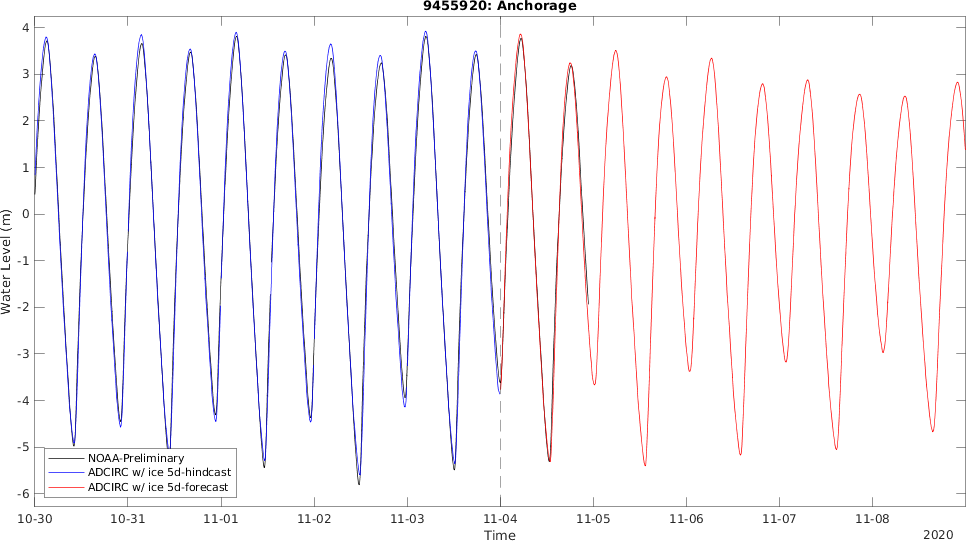 9455920: Anchorage
4
3
2
1
0
-1
-2
-3
-4
-5
-6
Water Level (m)
NOAA-Preliminary
ADCIRC w/ ice 5d-hindcast
ADCIRC w/ ice 5d-forecast
10-30 10-31 11-01 11-02 11-03 11-04 11-05 11-06 11-07 11-08
Time
2020